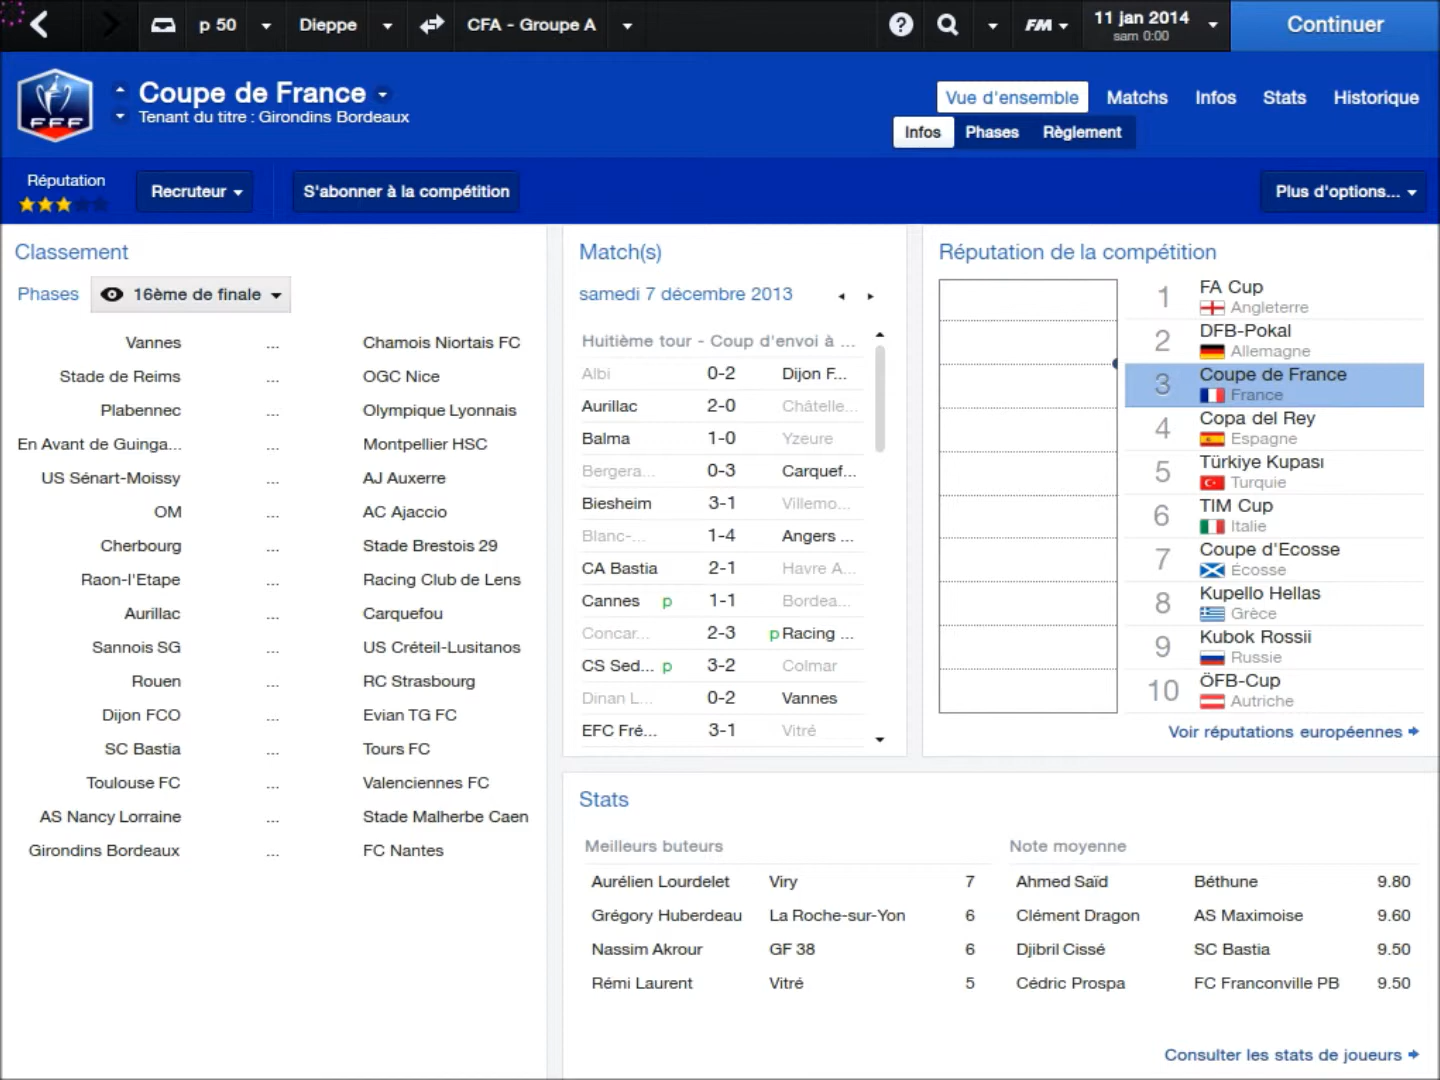 p 50
Dieppe
CFA - Groupe A
?
FM
11 jan 2014
sam 0:00
Continuer
FFF
Coupe de France
Tenant du titre : Girondins Bordeaux
Vue d'ensemble Matchs Infos Stats Historique
Infos Phases Règlement
Réputation
Recruteur
S'abonner à la compétition
Plus d'options...
Classement
Phases 16ème de finale
Vannes ... Chamois Niortais FC
Stade de Reims ... OGC Nice
Plabennec ... Olympique Lyonnais
En Avant de Guinga... ... Montpellier HSC
US Sénart-Moissy ... AJ Auxerre
OM ... AC Ajaccio
Cherbourg ... Stade Brestois 29
Raon-l'Etape ... Racing Club de Lens
Aurillac ... Carquefou
Sannois SG ... US Créteil-Lusitanos
Rouen ... RC Strasbourg
Dijon FCO ... Evian TG FC
SC Bastia ... Tours FC
Toulouse FC ... Valenciennes FC
AS Nancy Lorraine ... Stade Malherbe Caen
Girondins Bordeaux ... FC Nantes
Match(s)
samedi 7 décembre 2013
Huitième tour - Coup d'envoi à ...
Albi 0-2 Dijon F...
Aurillac 2-0 Châtelle...
Balma 1-0 Yzeure
Bergera... 0-3 Carquef...
Biesheim 3-1 Villemo...
Blanc-... 1-4 Angers ...
CA Bastia 2-1 Havre A...
Cannes p 1-1 Bordea...
Concar... 2-3 p Racing ...
CS Sed... p 3-2 Colmar
Dinan L... 0-2 Vannes
EFC Fré... 3-1 Vitré
Réputation de la compétition
1 FA Cup
Angleterre
2 DFB-Pokal
Allemagne
3 Coupe de France
France
4 Copa del Rey
Espagne
5 Türkiye Kupası
Turquie
6 TIM Cup
Italie
7 Coupe d'Ecosse
Écosse
8 Kupello Hellas
Grèce
9 Kubok Rossii
Russie
10 ÖFB-Cup
Autriche
Voir réputations européennes
Stats
Meilleurs buteurs
Aurélien Lourdelet Viry 7
Grégory Huberdeau La Roche-sur-Yon 6
Nassim Akrour GF 38 6
Rémi Laurent Vitré 5
Note moyenne
Ahmed Saïd Béthune 9.80
Clément Dragon AS Maximoise 9.60
Djibril Cissé SC Bastia 9.50
Cédric Prospa FC Franconville PB 9.50
Consulter les stats de joueurs